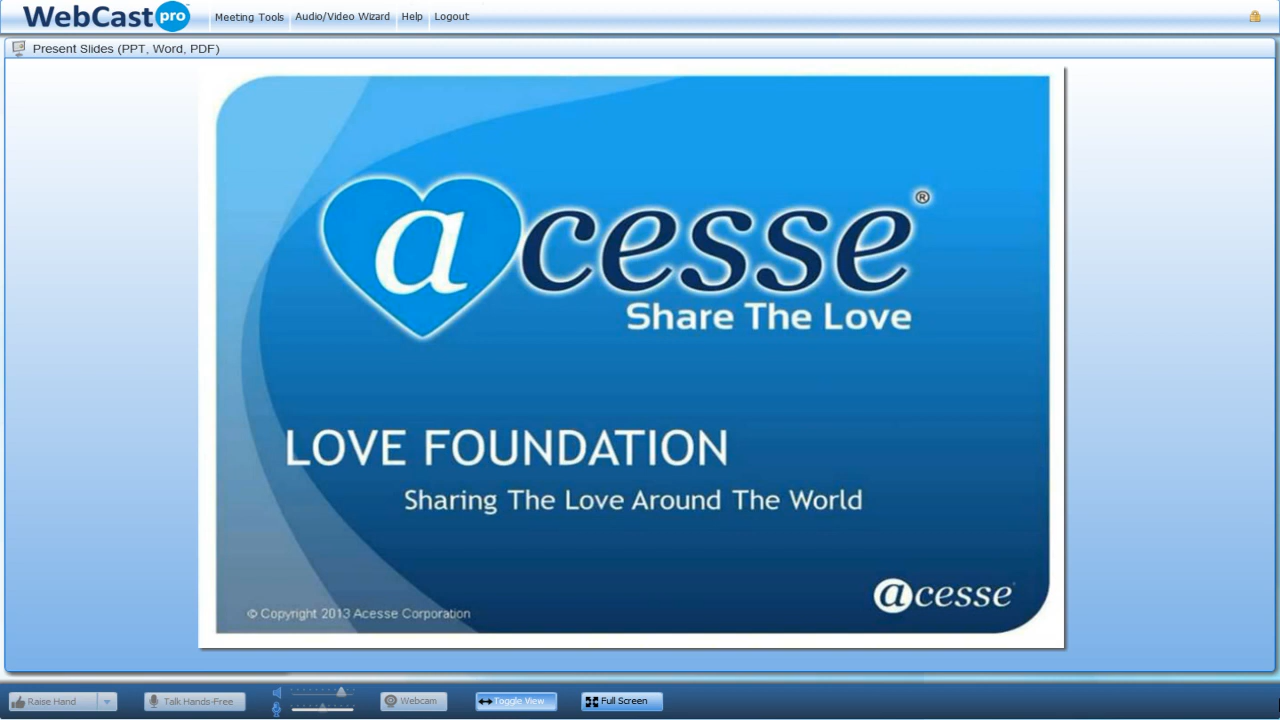 WebCast pro Meeting Tools Audio/Video Wizard Help Logout
Present Slides (PPT, Word, PDF)
acesse®
Share The Love
LOVE FOUNDATION
Sharing The Love Around The World
acesse
© Copyright 2013 Acesse Corporation
Raise Hand Talk Hands-Free Webcam Toggle View Full Screen